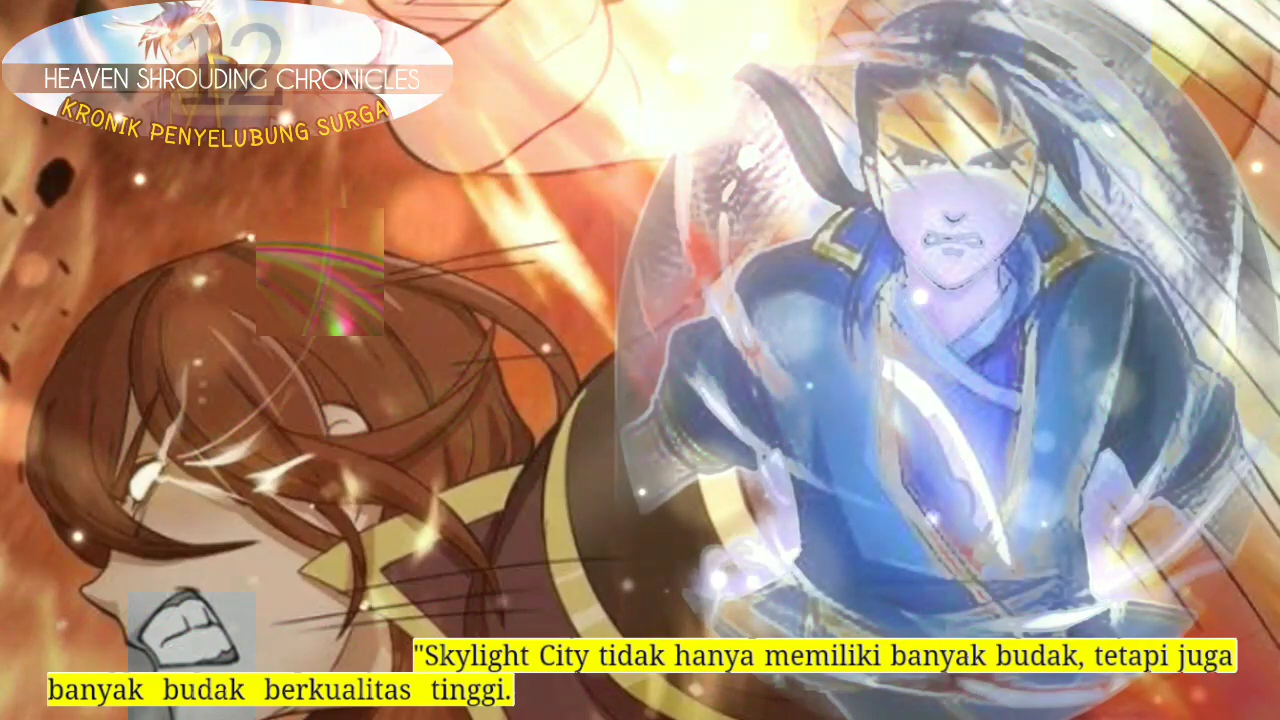 12
HEAVEN SHROUDING CHRONICLES
KRONIK PENYELUBUNG SURGA
"Skylight City tidak hanya memiliki banyak budak, tetapi juga
banyak budak berkualitas tinggi.